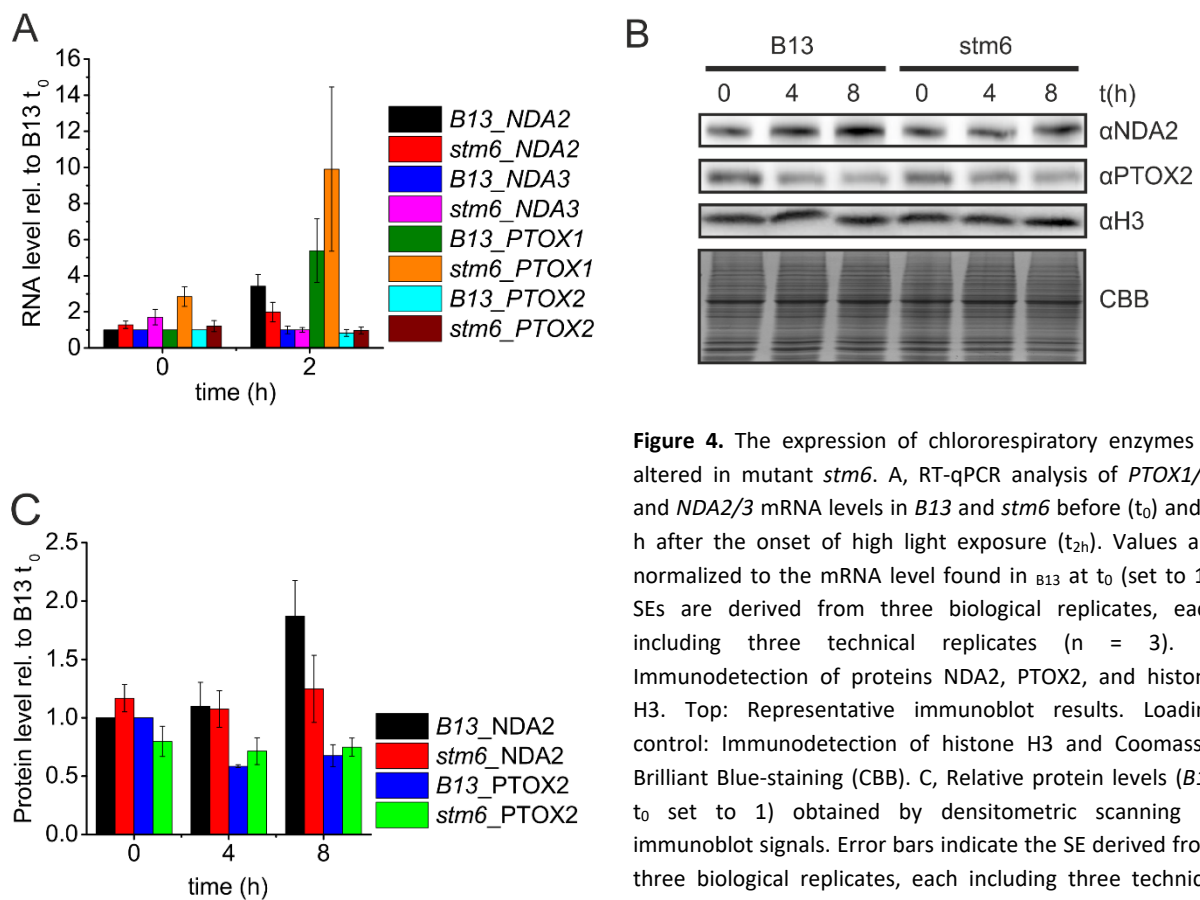 A
RNA level rel. to B13 t0
16
14
12
10
8
6
4
2
0
0 2
time (h)
B13_NDA2
stm6_NDA2
B13_NDA3
stm6_NDA3
B13_PTOX1
stm6_PTOX1
B13_PTOX2
stm6_PTOX2
B
B13 stm6
0 4 8 0 4 8 t(h)
αNDA2
αPTOX2
αH3
CBB
C
Protein level rel. to B13 t0
2.5
2.0
1.5
1.0
0.5
0.0
0 4 8
time (h)
B13_NDA2
stm6_NDA2
B13_PTOX2
stm6_PTOX2
Figure 4. The expression of chlororespiratory enzymes
altered in mutant stm6. A, RT-qPCR analysis of PTOX1/
and NDA2/3 mRNA levels in B13 and stm6 before (t0) and
h after the onset of high light exposure (t2h). Values a
normalized to the mRNA level found in B13 at t0 (set to 1
SEs are derived from three biological replicates, eac
including three technical replicates (n = 3).
Immunodetection of proteins NDA2, PTOX2, and histon
H3. Top: Representative immunoblot results. Loadin
control: Immunodetection of histone H3 and Coomass
Brilliant Blue-staining (CBB). C, Relative protein levels (B
t0 set to 1) obtained by densitometric scanning
immunoblot signals. Error bars indicate the SE derived fro
three biological replicates, each including three technic